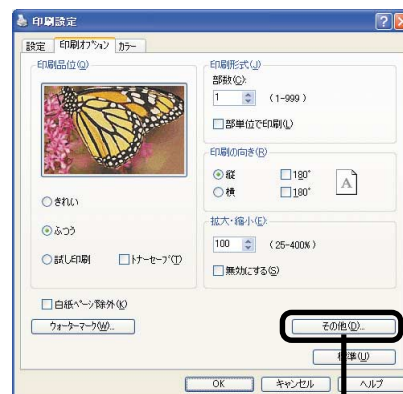 印刷設定
設定 印刷オプション カラー
印刷品位(Q)
きれい
ふつう
試し印刷 トナーセーブ(T)
白紙ページ除外(K)
ウォーターマーク(W)...
印刷形式(J)
部数(C):
1 (1-999)
部単位で印刷(L)
印刷の向き(R)
縦 180°
横 180°
A
拡大・縮小(E):
100 (25-400%)
無効にする(S)
その他(D)...
標準(U)
OK キャンセル ヘルプ